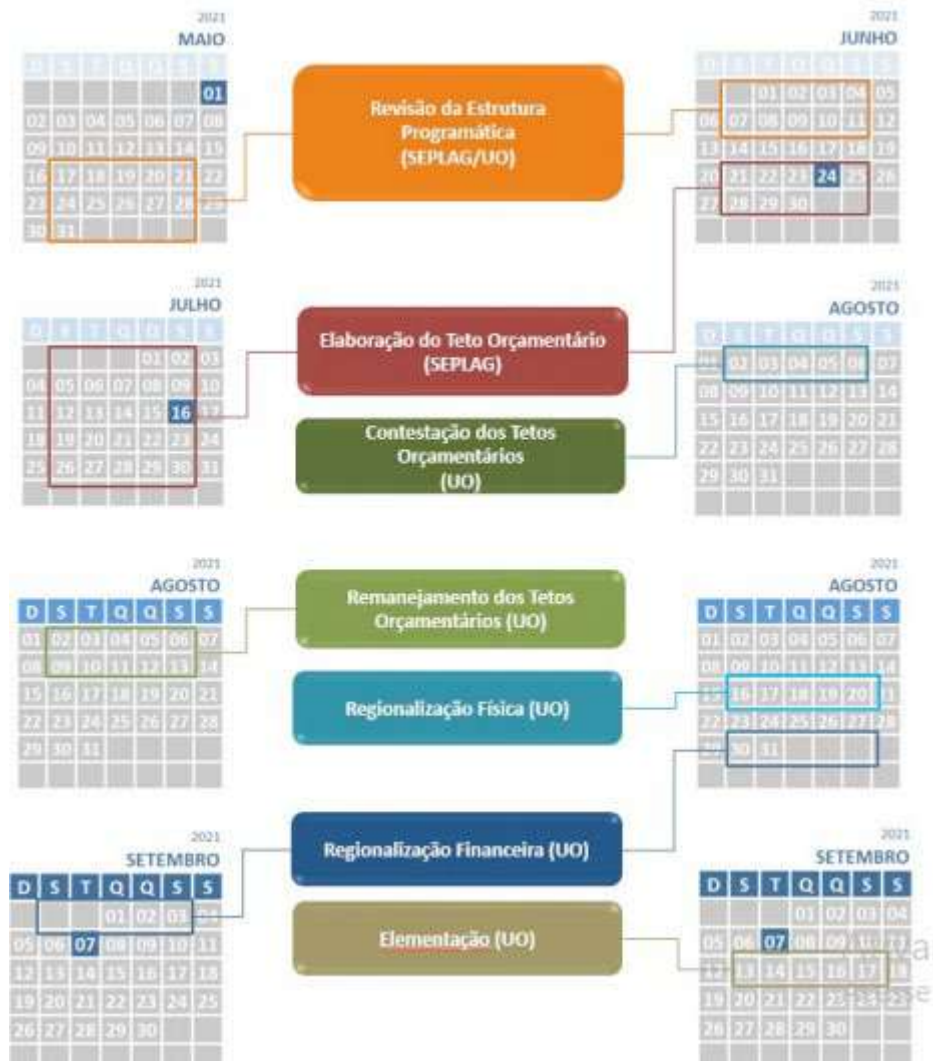 2021
MAIO
D S T Q Q S S
01
02 03 04 05 06 07 08
09 10 11 12 13 14 15
16 17 18 19 20 21 22
23 24 25 26 27 28 29
30 31
Revisão da Estrutura
Programática
(SEPLAG/UO)
2021
JUNHO
D S T Q Q S S
01 02 03 04 05
06 07 08 09 10 11 12
13 14 15 16 17 18 19
20 21 22 23 24 25 26
27 28 29 30
2021
JULHO
D S T Q Q S S
01 02 03
04 05 06 07 08 09 10
11 12 13 14 15 16 17
18 19 20 21 22 23 24
25 26 27 28 29 30 31
Elaboração do Teto Orçamentário
(SEPLAG)
Contestação dos Tetos
Orçamentários
(UO)
2021
AGOSTO
D S T Q Q S S
01 02 03 04 05 06 07
08 09 10 11 12 13 14
15 16 17 18 19 20 21
22 23 24 25 26 27 28
29 30 31
2021
AGOSTO
D S T Q Q S S
01 02 03 04 05 06 07
08 09 10 11 12 13 14
15 16 17 18 19 20 21
22 23 24 25 26 27 28
29 30 31
Remanejamento dos Tetos
Orçamentários (UO)
Regionalização Física (UO)
2021
AGOSTO
D S T Q Q S S
01 02 03 04 05 06 07
08 09 10 11 12 13 14
15 16 17 18 19 20 21
22 23 24 25 26 27 28
29 30 31
2021
SETEMBRO
D S T Q Q S S
01 02 03 04
05 06 07 08 09 10 11
12 13 14 15 16 17 18
19 20 21 22 23 24 25
26 27 28 29 30
Regionalização Financeira (UO)
Elementação (UO)
2021
SETEMBRO
D S T Q Q S S
01 02 03 04
05 06 07 08 09 10 11
12 13 14 15 16 17 18
19 20 21 22 23 24 25
26 27 28 29 30